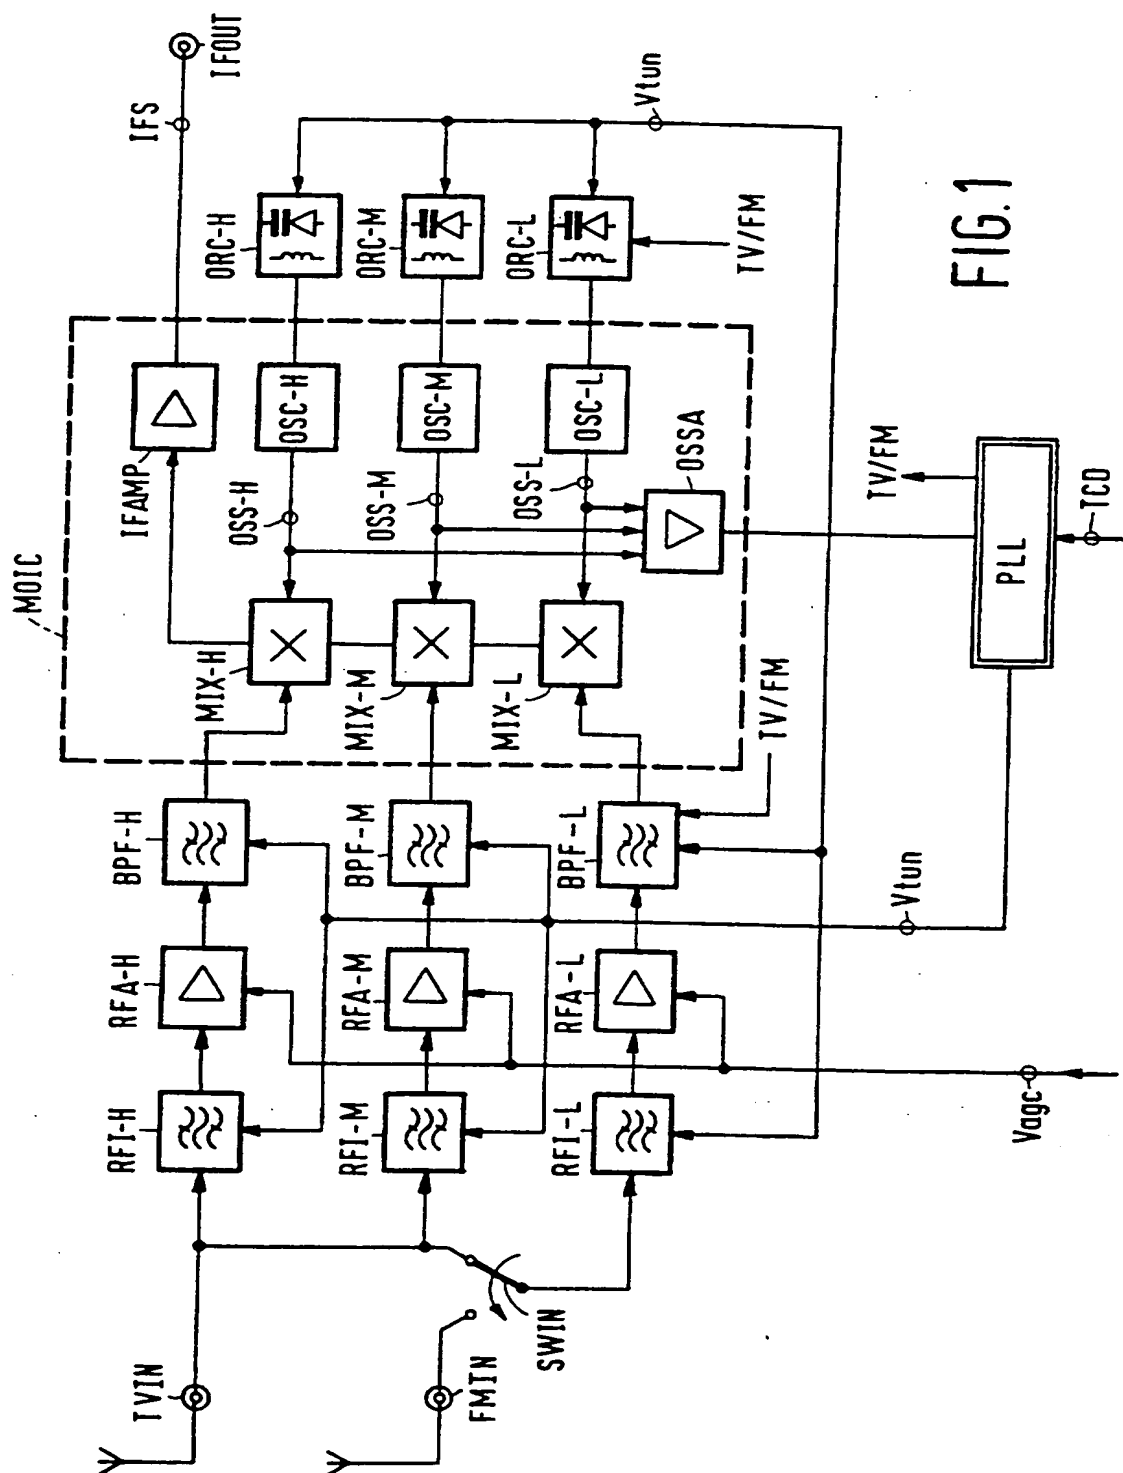 TVIN
FMIN
SWIN
RFI-H
RFI-M
RFI-L
RFA-H
RFA-M
RFA-L
Vagc
BPF-H
BPF-M
BPF-L
Vtun
TV/FM
MOIC
MIX-H
MIX-M
MIX-L
IFAMP
OSS-H
OSS-M
OSS-L
OSSA
OSC-H
OSC-M
OSC-L
PLL
TCD
TV/FM
ORC-H
ORC-M
ORC-L
TV/FM
Vtun
IFS
IFOUT
FIG.1